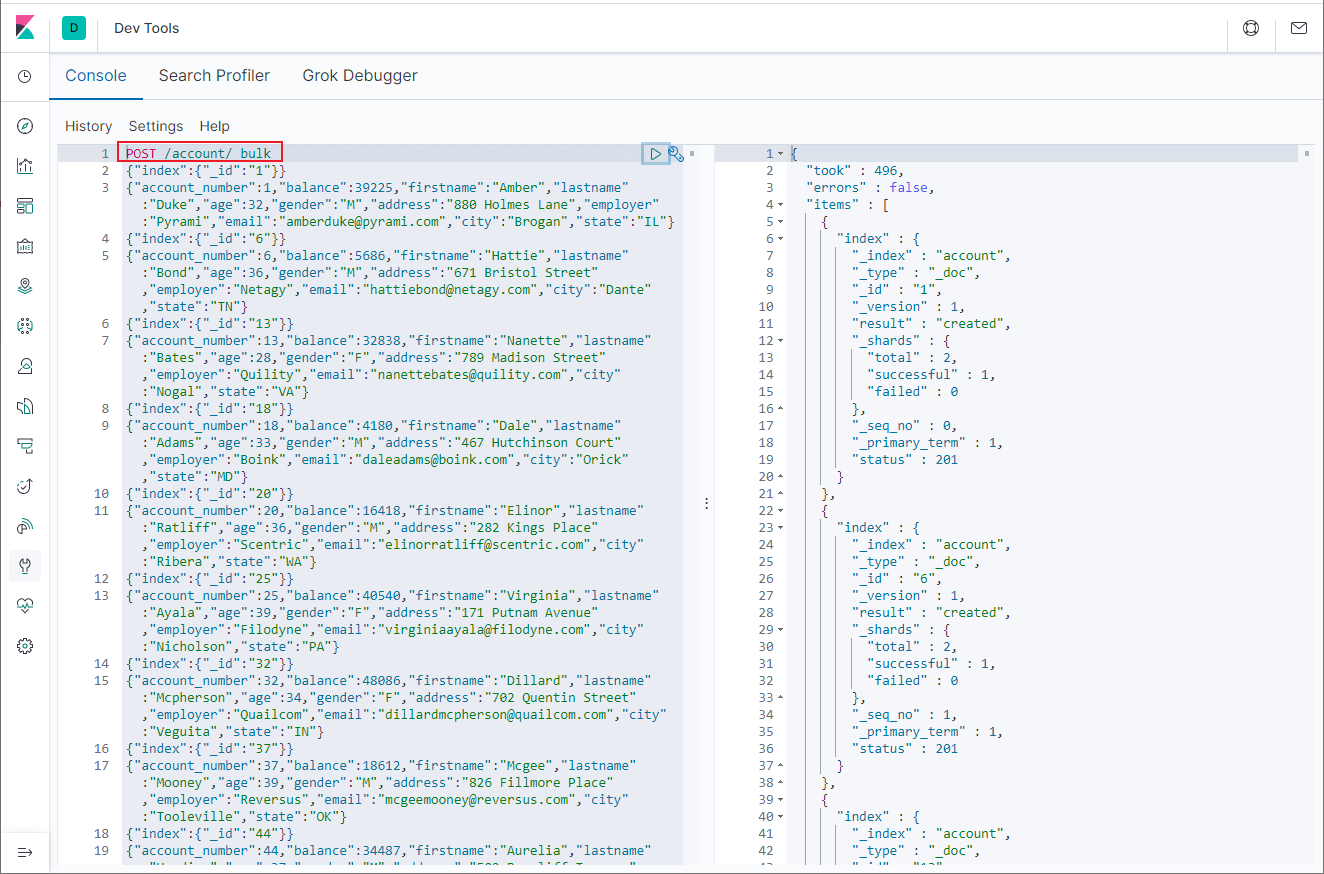 D
Dev Tools
Console Search Profiler Grok Debugger
History Settings Help
1 POST /account/_bulk
2 {"index":{"_id":"1"}}
3 {"account_number":1,"balance":39225,"firstname":"Amber","lastname"
:"Duke","age":32,"gender":"M","address":"880 Holmes Lane","employer"
:"Pyrami","email":"amberduke@pyrami.com","city":"Brogan","state":"IL"}
4 {"index":{"_id":"6"}}
5 {"account_number":6,"balance":5686,"firstname":"Hattie","lastname"
:"Bond","age":36,"gender":"M","address":"671 Bristol Street"
,"employer":"Netagy","email":"hattiebond@netagy.com","city":"Dante"
,"state":"TN"}
6 {"index":{"_id":"13"}}
7 {"account_number":13,"balance":32838,"firstname":"Nanette","lastname"
:"Bates","age":28,"gender":"F","address":"789 Madison Street"
,"employer":"Quility","email":"nanettebates@quility.com","city"
:"Nogal","state":"VA"}
8 {"index":{"_id":"18"}}
9 {"account_number":18,"balance":4180,"firstname":"Dale","lastname"
:"Adams","age":33,"gender":"M","address":"467 Hutchinson Court"
,"employer":"Boink","email":"daleadams@boink.com","city":"Orick"
,"state":"MD"}
10 {"index":{"_id":"20"}}
11 {"account_number":20,"balance":16418,"firstname":"Elinor","lastname"
:"Ratliff","age":36,"gender":"M","address":"282 Kings Place"
,"employer":"Scentric","email":"elinorratliff@scentric.com","city"
:"Ribera","state":"WA"}
12 {"index":{"_id":"25"}}
13 {"account_number":25,"balance":40540,"firstname":"Virginia","lastname"
:"Ayala","age":39,"gender":"F","address":"171 Putnam Avenue"
,"employer":"Filodyne","email":"virginiaayala@filodyne.com","city"
:"Nicholson","state":"PA"}
14 {"index":{"_id":"32"}}
15 {"account_number":32,"balance":48086,"firstname":"Dillard","lastname"
:"Mcpherson","age":34,"gender":"F","address":"702 Quentin Street"
,"employer":"Quailcom","email":"dillardmcpherson@quailcom.com","city"
:"Veguita","state":"IN"}
16 {"index":{"_id":"37"}}
17 {"account_number":37,"balance":18612,"firstname":"Mcgee","lastname"
:"Mooney","age":39,"gender":"M","address":"826 Fillmore Place"
,"employer":"Reversus","email":"mcgeemooney@reversus.com","city"
:"Tooleville","state":"OK"}
18 {"index":{"_id":"44"}}
19 {"account_number":44,"balance":34487,"firstname":"Aurelia","lastname"
1 {
2 "took" : 496,
3 "errors" : false,
4 "items" : [
5 {
6 "index" : {
7 "_index" : "account",
8 "_type" : "_doc",
9 "_id" : "1",
10 "_version" : 1,
11 "result" : "created",
12 "_shards" : {
13 "total" : 2,
14 "successful" : 1,
15 "failed" : 0
16 },
17 "_seq_no" : 0,
18 "_primary_term" : 1,
19 "status" : 201
20 }
21 },
22 {
23 "index" : {
24 "_index" : "account",
25 "_type" : "_doc",
26 "_id" : "6",
27 "_version" : 1,
28 "result" : "created",
29 "_shards" : {
30 "total" : 2,
31 "successful" : 1,
32 "failed" : 0
33 },
34 "_seq_no" : 1,
35 "_primary_term" : 1,
36 "status" : 201
37 }
38 },
39 {
40 "index" : {
41 "_index" : "account",
42 "_type" : "_doc",